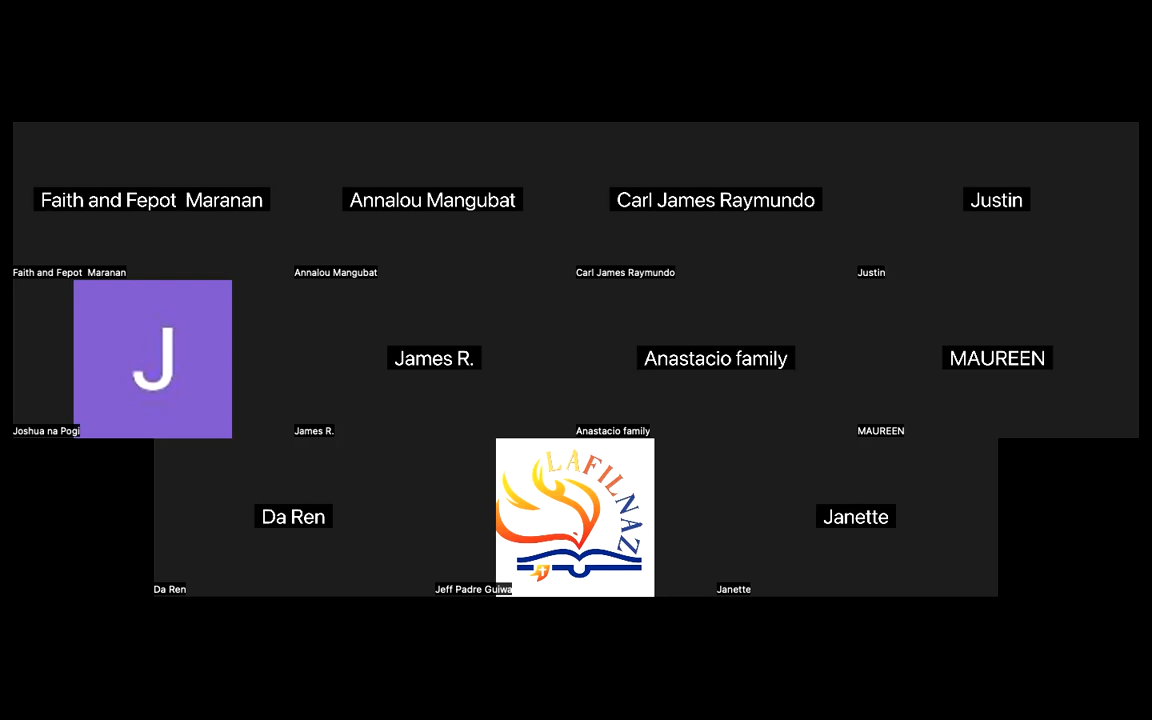 Faith and Fepot  Maranan
Annalou Mangubat
Carl James Raymundo
Justin
Faith and Fepot  Maranan
Annalou Mangubat
Carl James Raymundo
Justin
J
James R.
Anastacio family
MAUREEN
Joshua na Pogi
James R.
Anastacio family
MAUREEN
LAFILNAZ
Da Ren
Janette
Da Ren
Jeff Padre Guiwa
Janette